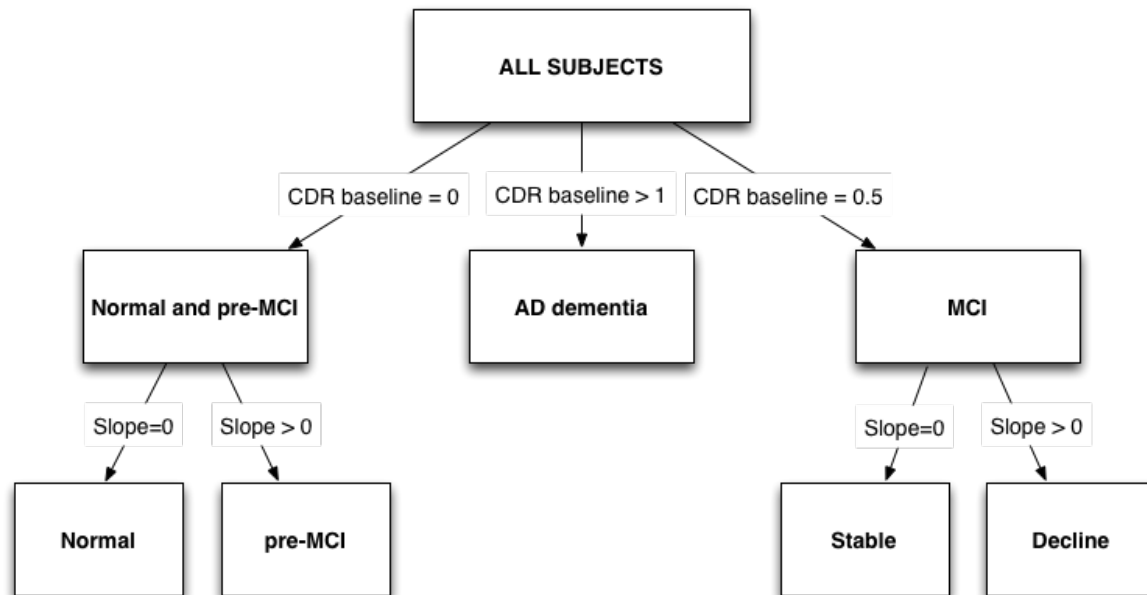 ALL SUBJECTS
CDR baseline = 0
CDR baseline > 1
CDR baseline = 0.5
Normal and pre-MCI
AD dementia
MCI
Slope=0
Slope > 0
Slope=0
Slope > 0
Normal
pre-MCI
Stable
Decline